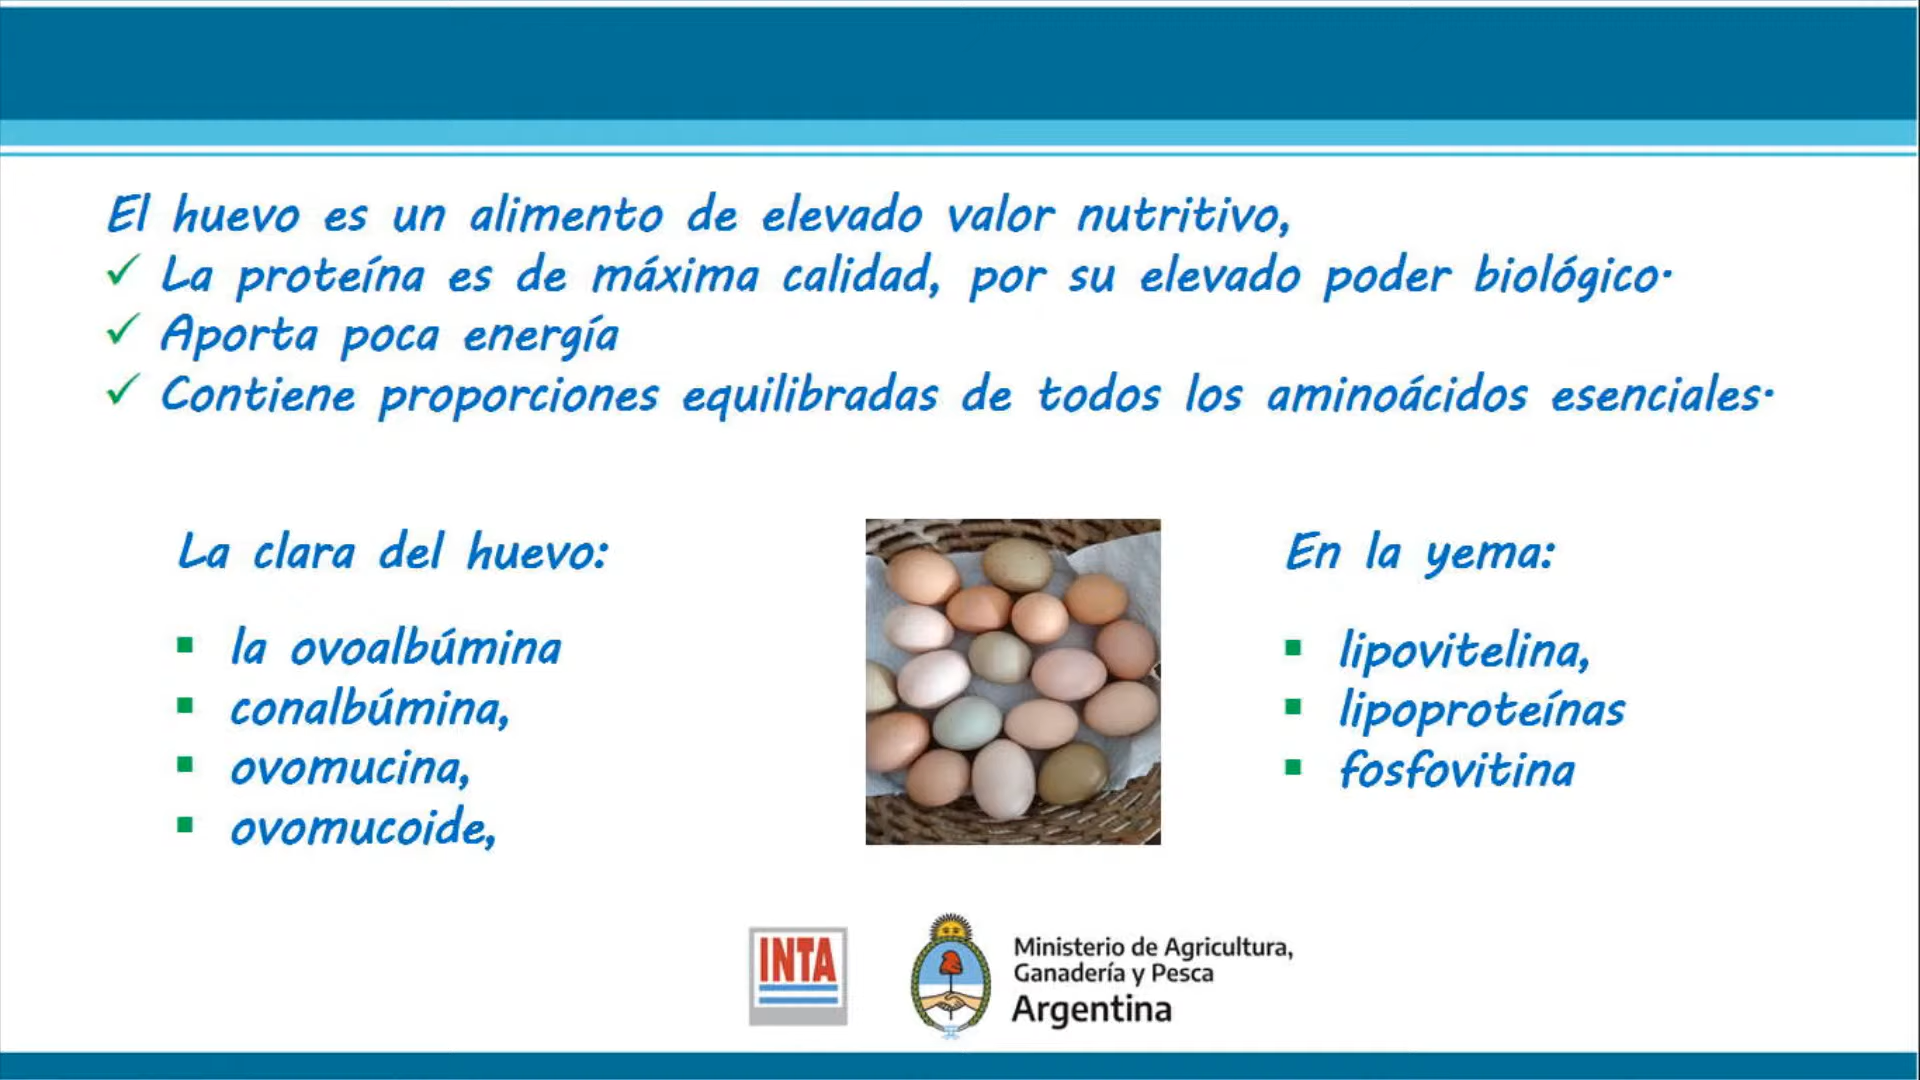 El huevo es un alimento de elevado valor nutritivo,
✓ La proteína es de máxima calidad, por su elevado poder biológico.
✓ Aporta poca energía
✓ Contiene proporciones equilibradas de todos los aminoácidos esenciales.
La clara del huevo:
▪ la ovoalbúmina
▪ conalbúmina,
▪ ovomucina,
▪ ovomucoide,
En la yema:
▪ lipovitelina,
▪ lipoproteínas
▪ fosfovitina
INTA
Ministerio de Agricultura,
Ganadería y Pesca
Argentina